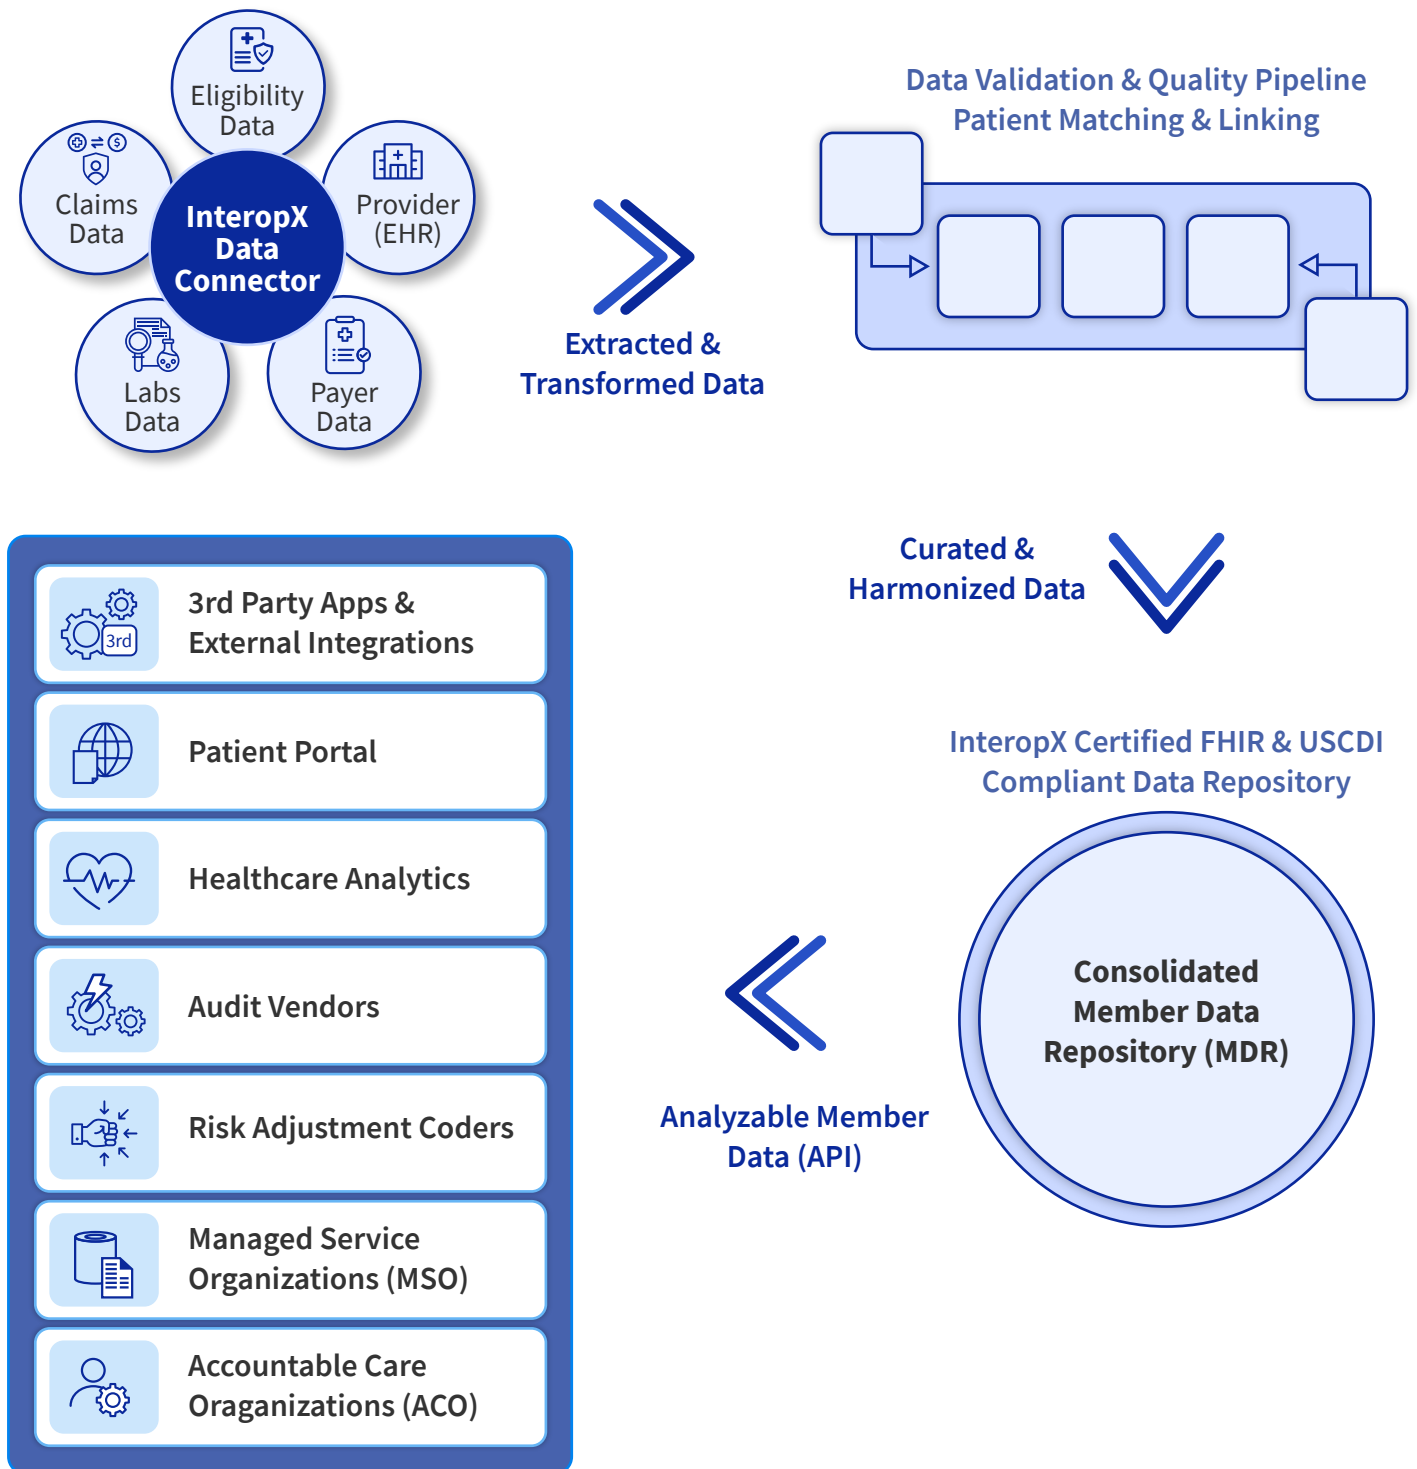 Eligibility
Data
Claims
Data
InteropX
Data
Connector
Provider
(EHR)
Labs
Data
Payer
Data
Extracted &
Transformed Data
Data Validation & Quality Pipeline
Patient Matching & Linking
Curated &
Harmonized Data
InteropX Certified FHIR & USCDI
Compliant Data Repository
Consolidated
Member Data
Repository (MDR)
Analyzable Member
Data (API)
3rd
3rd Party Apps &
External Integrations
Patient Portal
Healthcare Analytics
Audit Vendors
Risk Adjustment Coders
Managed Service
Organizations (MSO)
Accountable Care
Oraganizations (ACO)